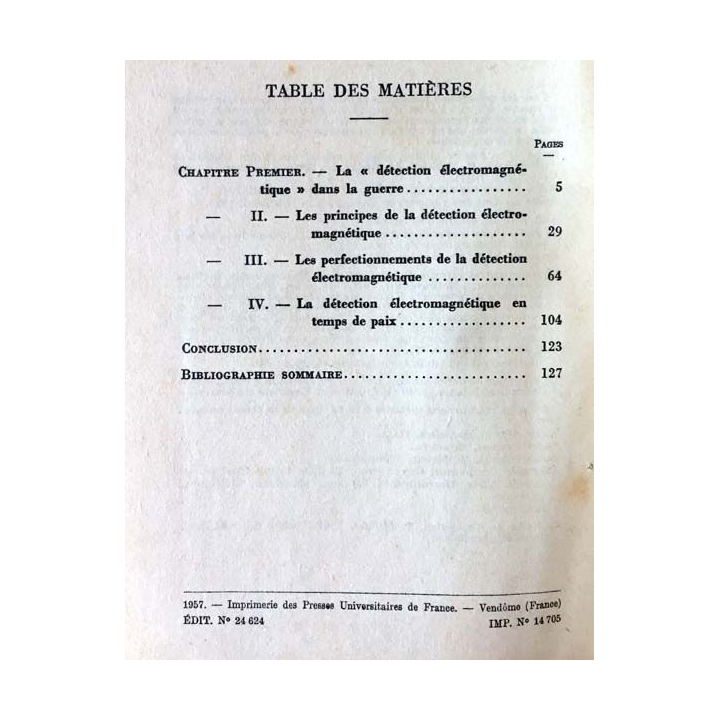 TABLE DES MATIÈRES
PAGES
CHAPITRE PREMIER. — La « détection électromagné-
tique » dans la guerre.................. 5
— II. — Les principes de la détection électro-
magnétique.................... 29
— III. — Les perfectionnements de la détection
électromagnétique .............. 64
— IV. — La détection électromagnétique en
temps de paix.................. 104
CONCLUSION...................................... 123
BIBLIOGRAPHIE SOMMAIRE.......................... 127
1957. — Imprimerie des Presses Universitaires de France. — Vendôme (France)
ÉDIT. Nº 24 624 IMP. Nº 14 705